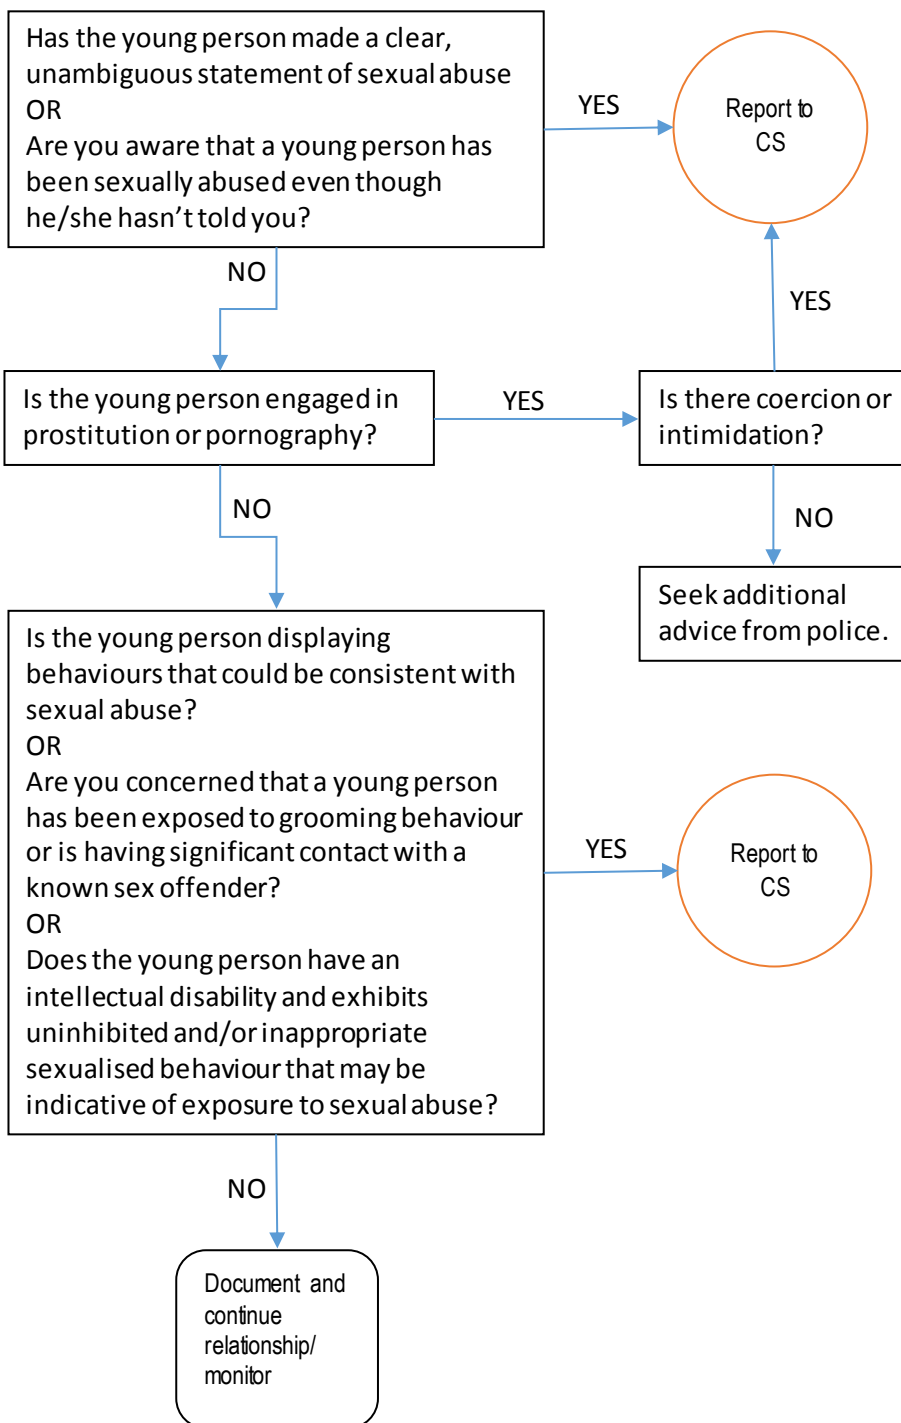 Has the young person made a clear,
unambiguous statement of sexual abuse
OR
Are you aware that a young person has
been sexually abused even though
he/she hasn't told you?
YES
Report to
CS
NO
YES
Is the young person engaged in
prostitution or pornography?
YES
Is there coercion or
intimidation?
NO
NO
Seek additional
advice from police.
Is the young person displaying
behaviours that could be consistent with
sexual abuse?
OR
Are you concerned that a young person
has been exposed to grooming behaviour
or is having significant contact with a
known sex offender?
OR
Does the young person have an
intellectual disability and exhibits
uninhibited and/or inappropriate
sexualised behaviour that may be
indicative of exposure to sexual abuse?
YES
Report to
CS
NO
Document and
continue
relationship/
monitor